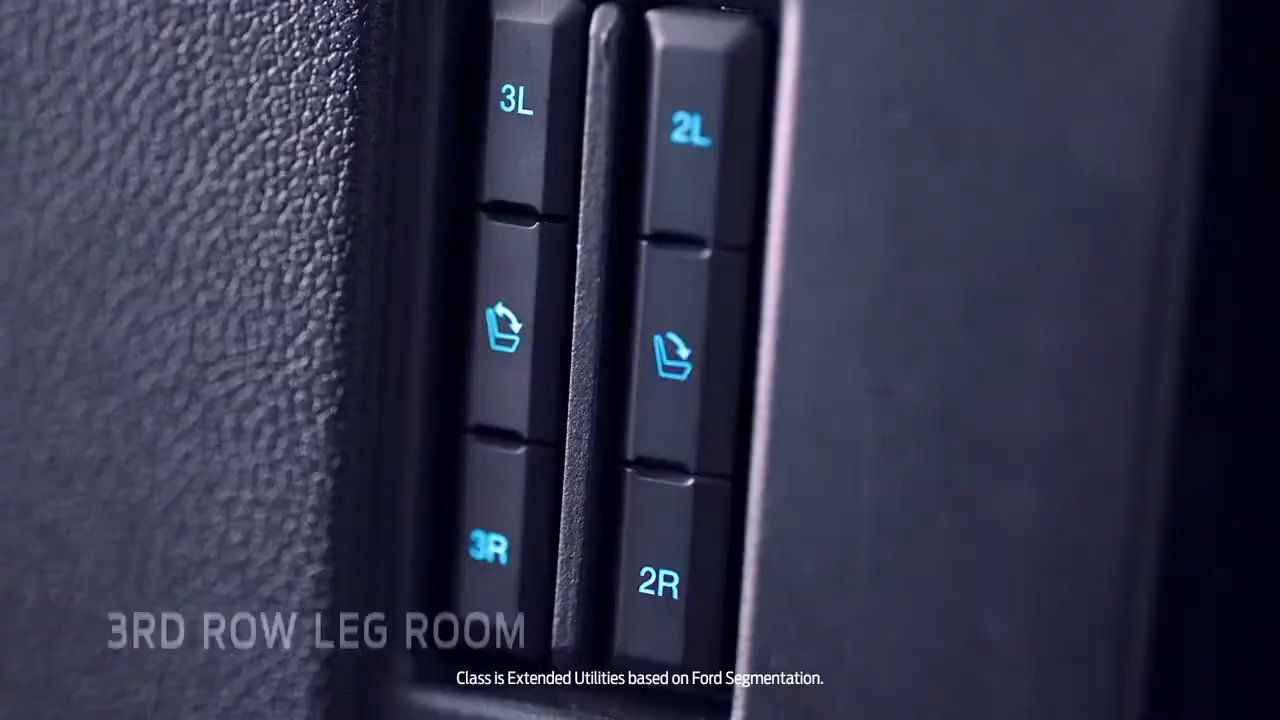 3L
2L
3R
2R
3RD ROW LEG ROOM
Class is Extended Utilities based on Ford Segmentation.